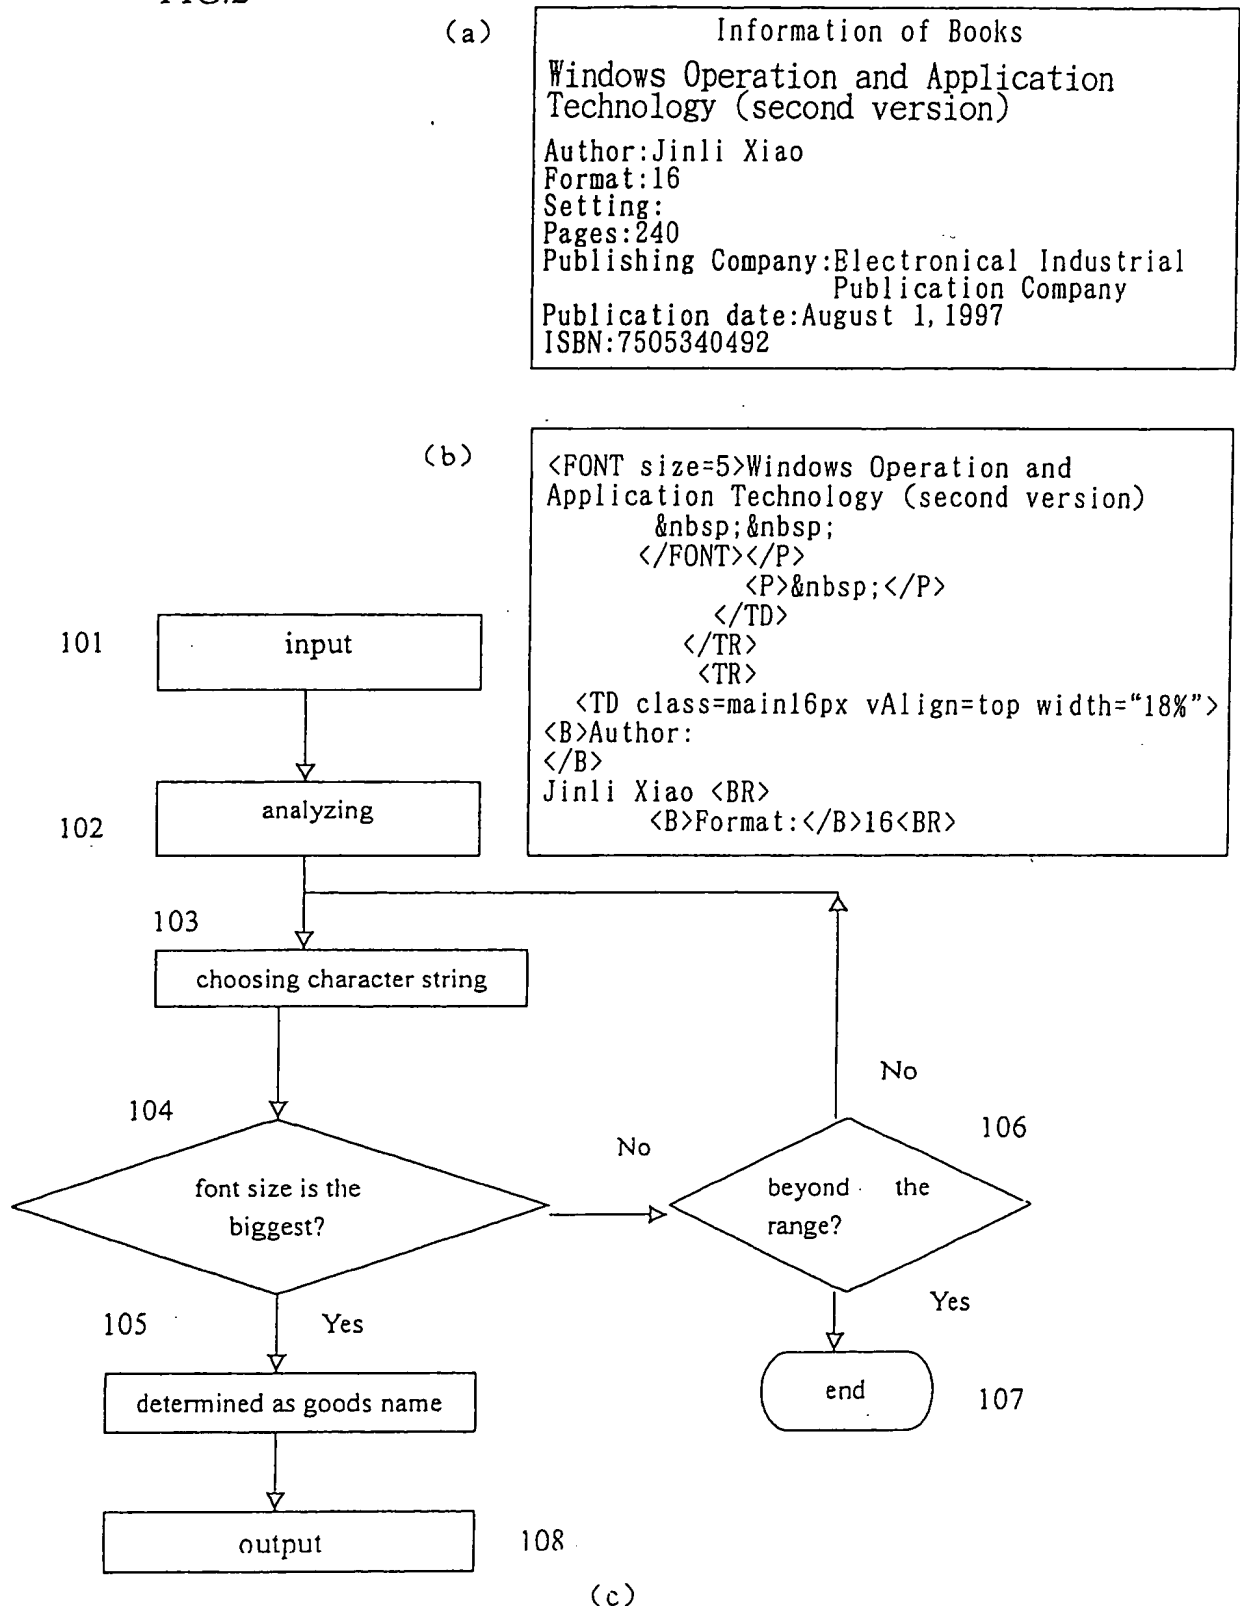 FIG.2
(a)
Information of Books
Windows Operation and Application
Technology (second version)
Author:Jinli Xiao
Format:16
Setting:
Pages:240
Publishing Company:Electronical Industrial
Publication Company
Publication date:August 1,1997
ISBN:7505340492
(b)
<FONT size=5>Windows Operation and
Application Technology (second version)
&nbsp;&nbsp;
</FONT></P>
<P>&nbsp;</P>
</TD>
</TR>
<TR>
<TD class=main16px vAlign=top width=“18%”>
<B>Author:
</B>
Jinli Xiao <BR>
<B>Format:</B>16<BR>
101
input
102
analyzing
103
choosing character string
104
font size is the
biggest?
No
No
106
beyond the
range?
105
Yes
Yes
determined as goods name
end
107
output
108
(c)